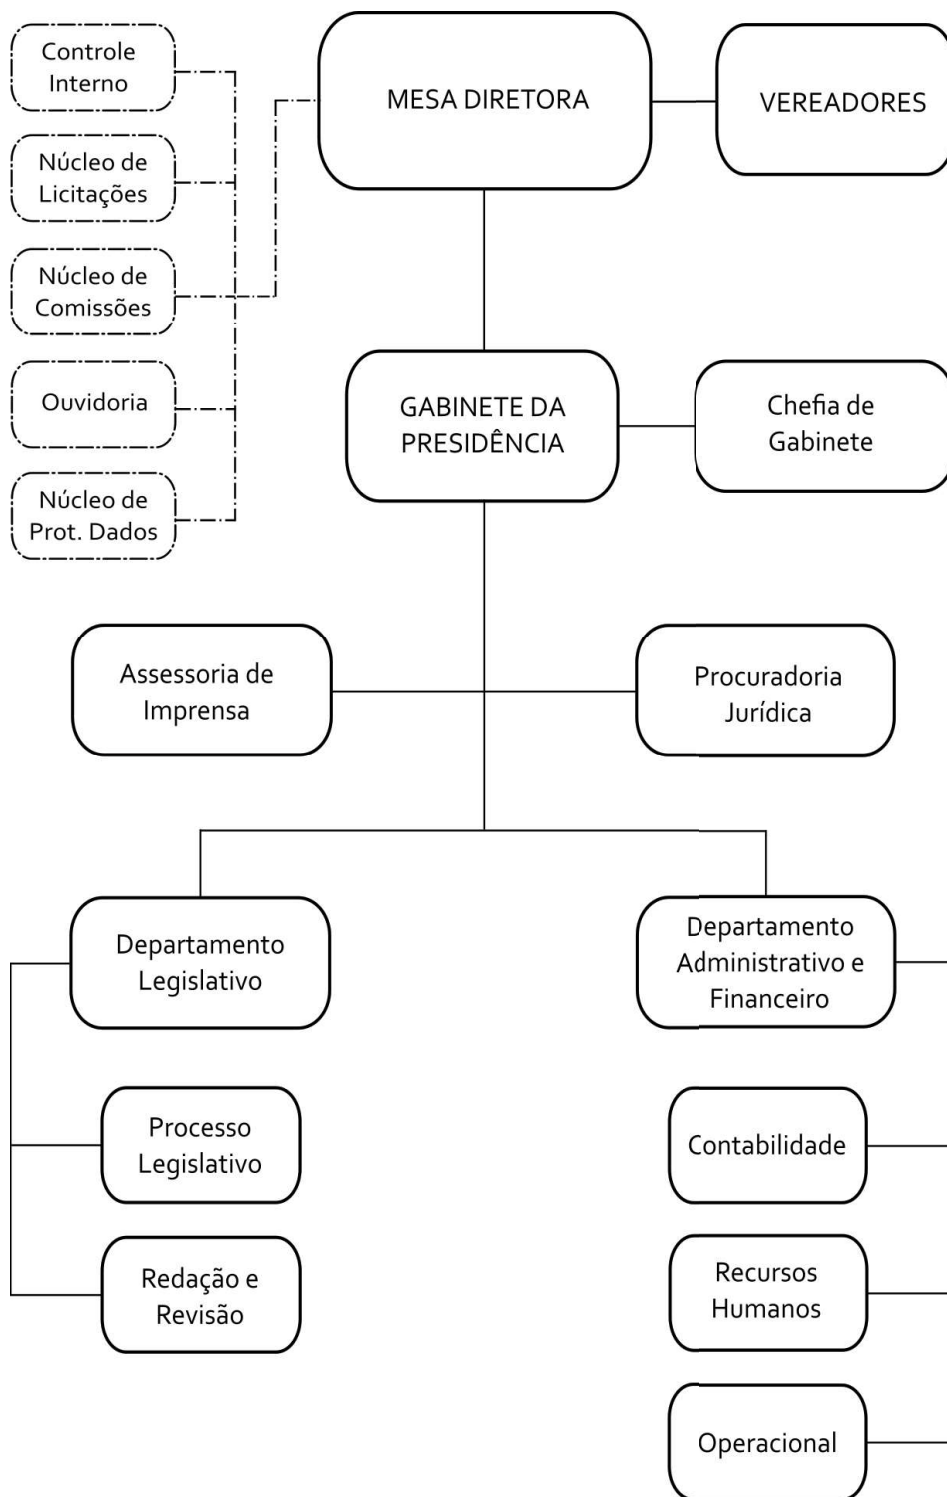 Controle
Interno
MESA DIRETORA
VEREADORES
Núcleo de
Licitações
Núcleo de
Comissões
Ouvidoria
GABINETE DA
PRESIDÊNCIA
Chefia de
Gabinete
Núcleo de
Prot. Dados
Assessoria de
Imprensa
Procuradoria
Jurídica
Departamento
Legislativo
Departamento
Administrativo e
Financeiro
Processo
Legislativo
Contabilidade
Redação e
Revisão
Recursos
Humanos
Operacional